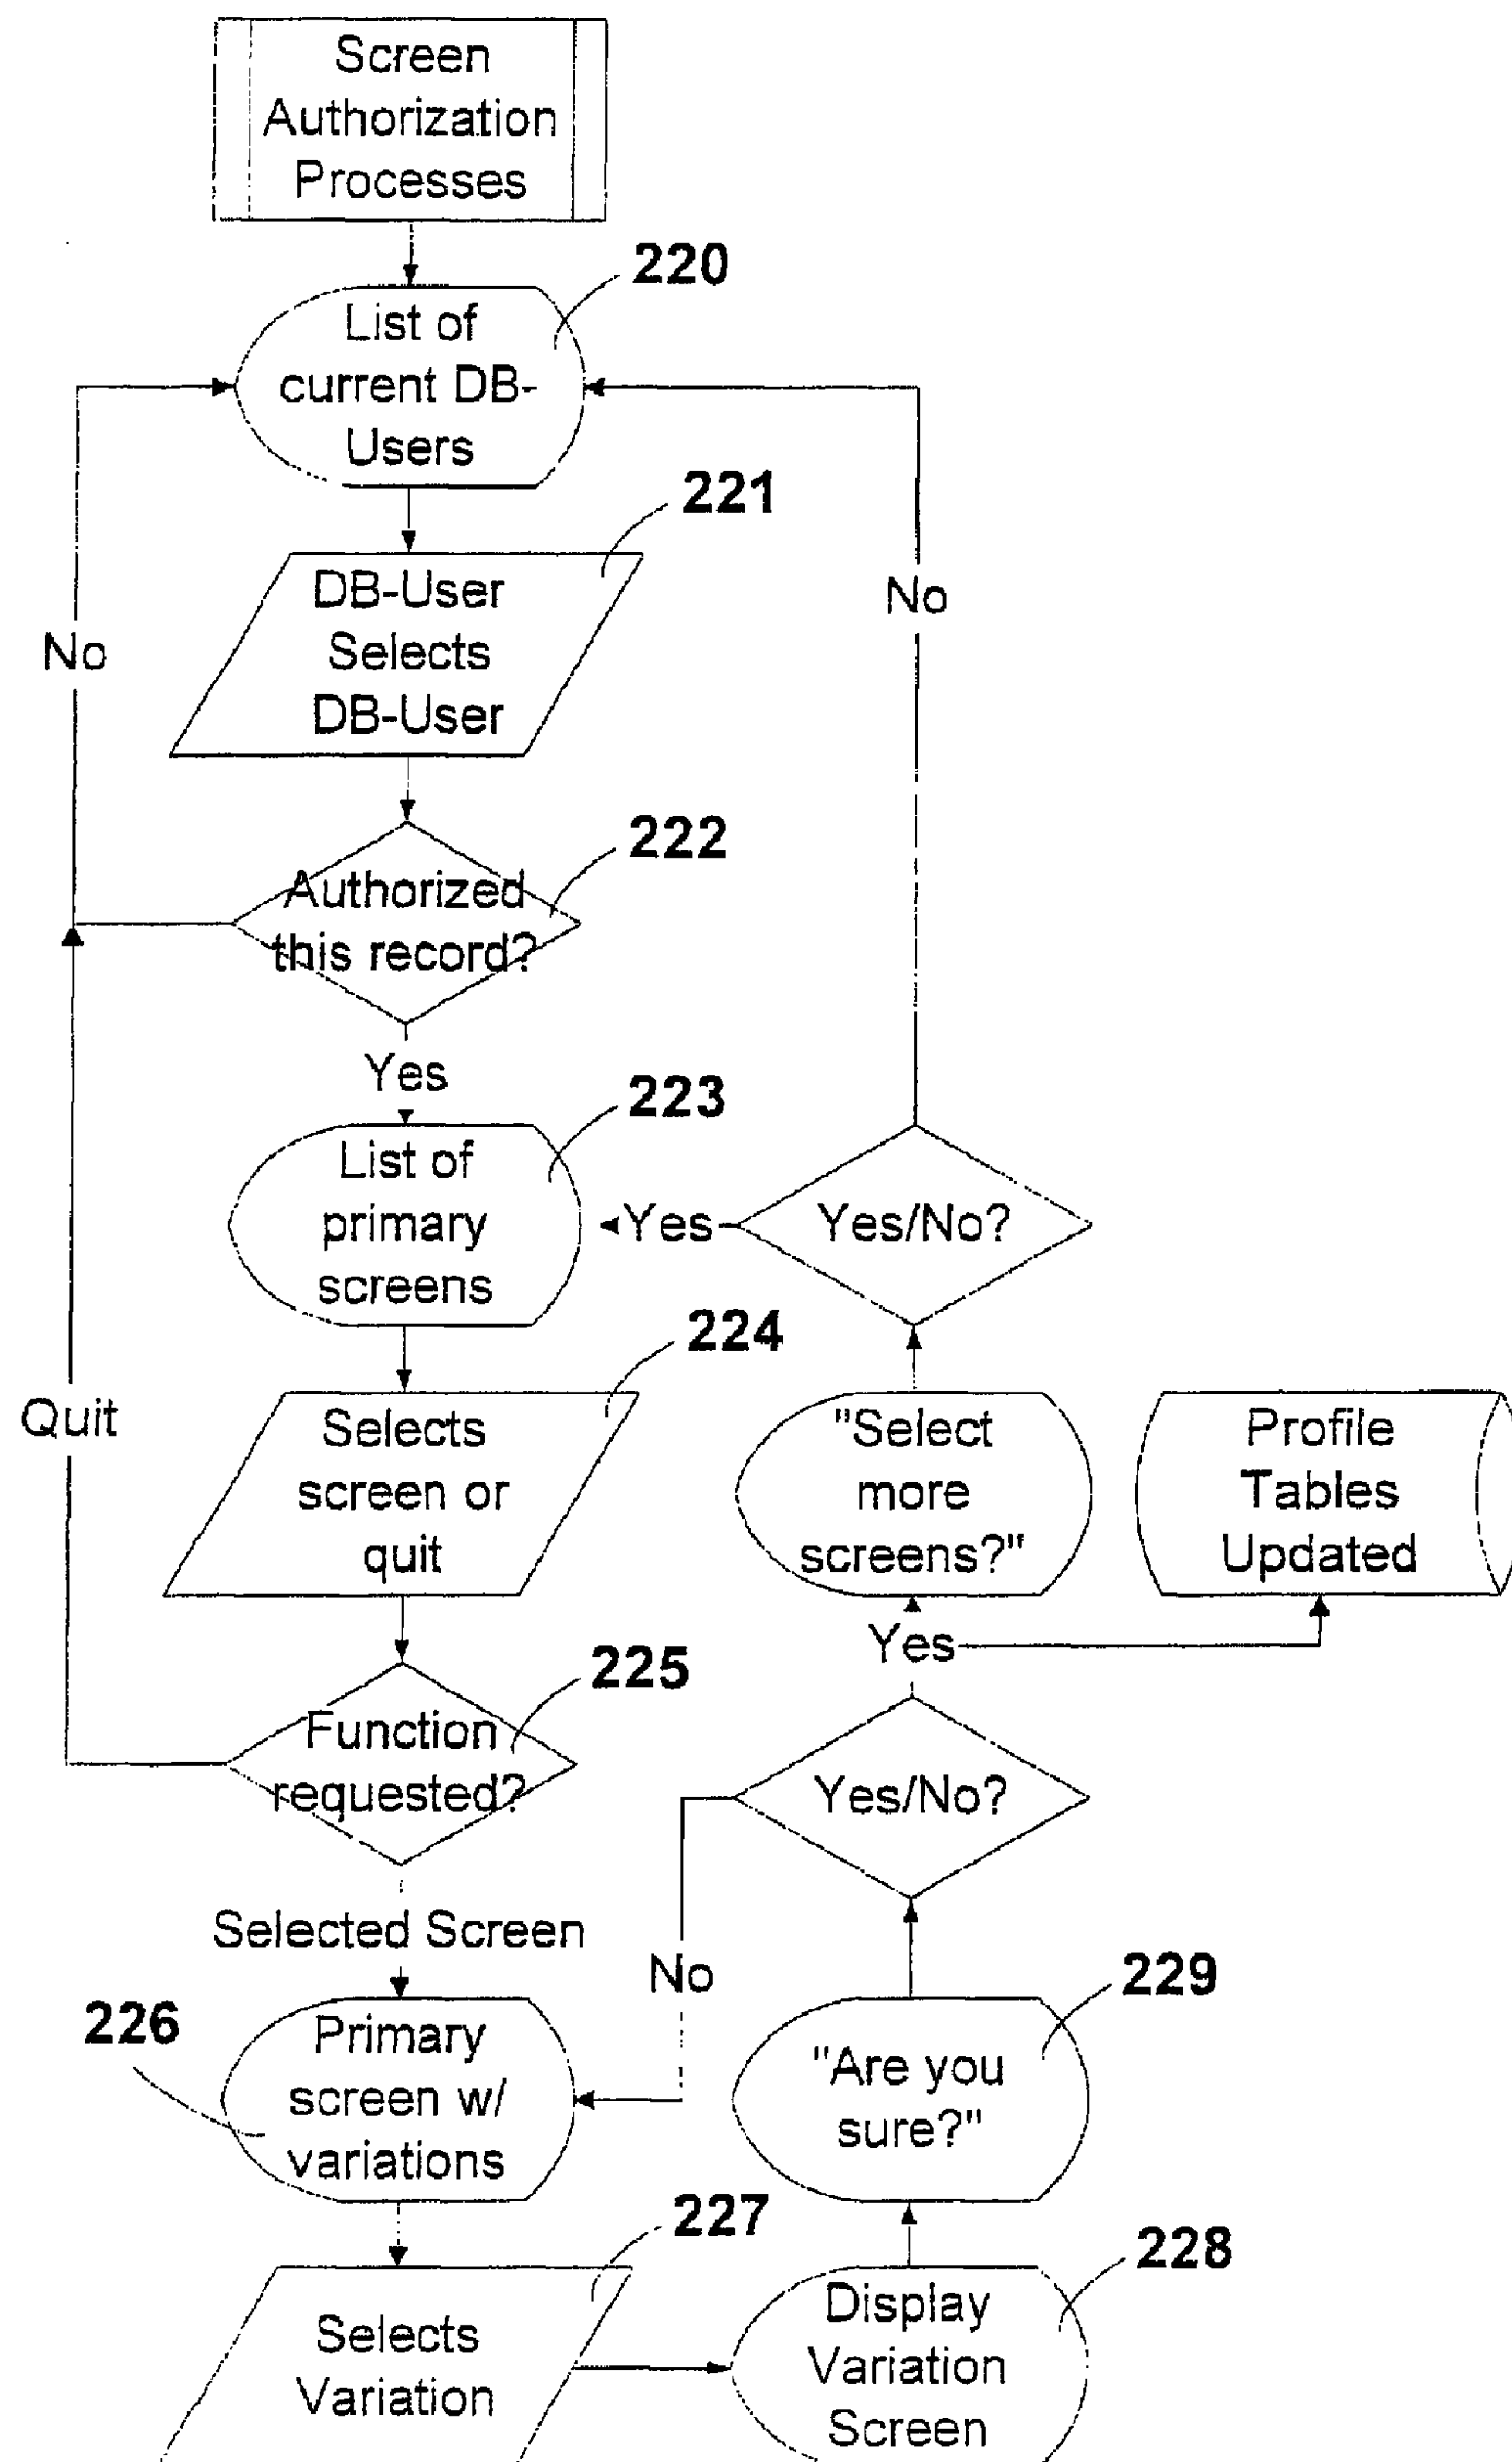 Screen
Authorization
Processes
220
List of
current DB-
Users
221
DB-User
Selects
DB-User
No
No
222
Authorized
this record?
Yes
223
List of
primary
screens
Yes
Yes/No?
224
Selects
screen or
quit
Quit
"Select
more
screens?"
Profile
Tables
Updated
Yes
225
Function
requested?
Yes/No?
Selected Screen
No
226
Primary
screen w/
variations
229
"Are you
sure?"
227
Selects
Variation
228
Display
Variation
Screen